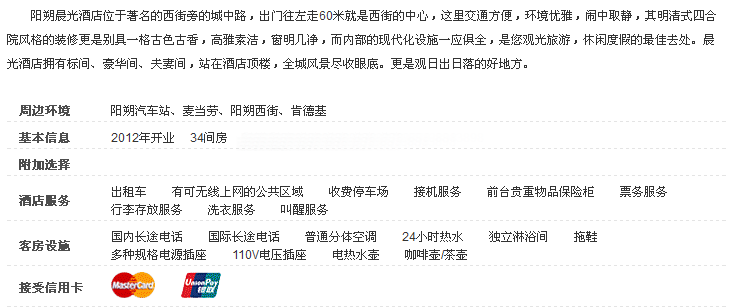 阳朔晨光酒店位于著名的西街旁的城中路，出门往左走60米就是西街的中心，这里交通方便，环境优雅，闹中取静，其明清式四合
院风格的装修更是别具一格古色古香，高雅素洁，窗明几净，而内部的现代化设施一应俱全，是您观光旅游，休闲度假的最佳去处。晨
光酒店拥有标间、豪华间、夫妻间，站在酒店顶楼，全城风景尽收眼底。更是观日出日落的好地方。
周边环境 阳朔汽车站、麦当劳、阳朔西街、肯德基
基本信息 2012年开业 34间房
附加选择
酒店服务 出租车 有可无线上网的公共区域 收费停车场 接机服务 前台贵重物品保险柜 票务服务
行李存放服务 洗衣服务 叫醒服务
客房设施 国内长途电话 国际长途电话 普通分体空调 24小时热水 独立淋浴间 拖鞋
多种规格电源插座 110V电压插座 电热水壶 咖啡壶/茶壶
接受信用卡 MasterCard UnionPay 银联